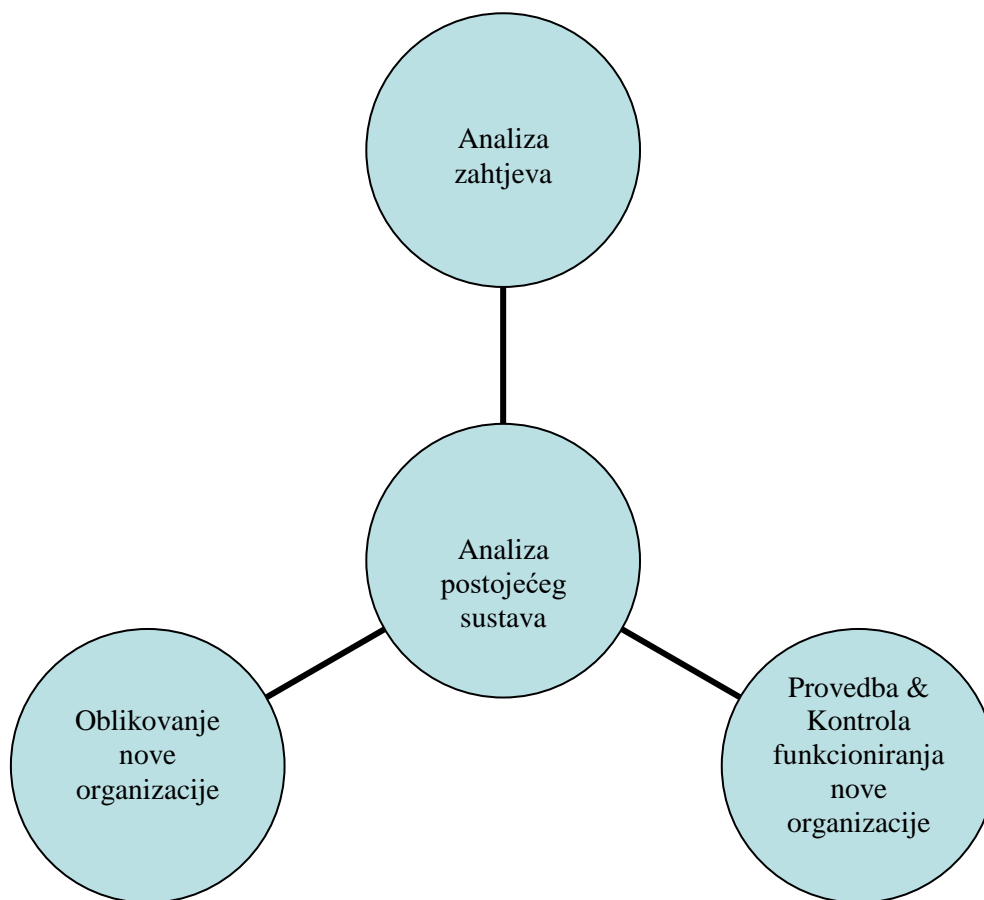 Analiza
zahtjeva
Analiza
postojećeg
sustava
Oblikovanje
nove
organizacije
Provedba &
Kontrola
funkcioniranja
nove
organizacije